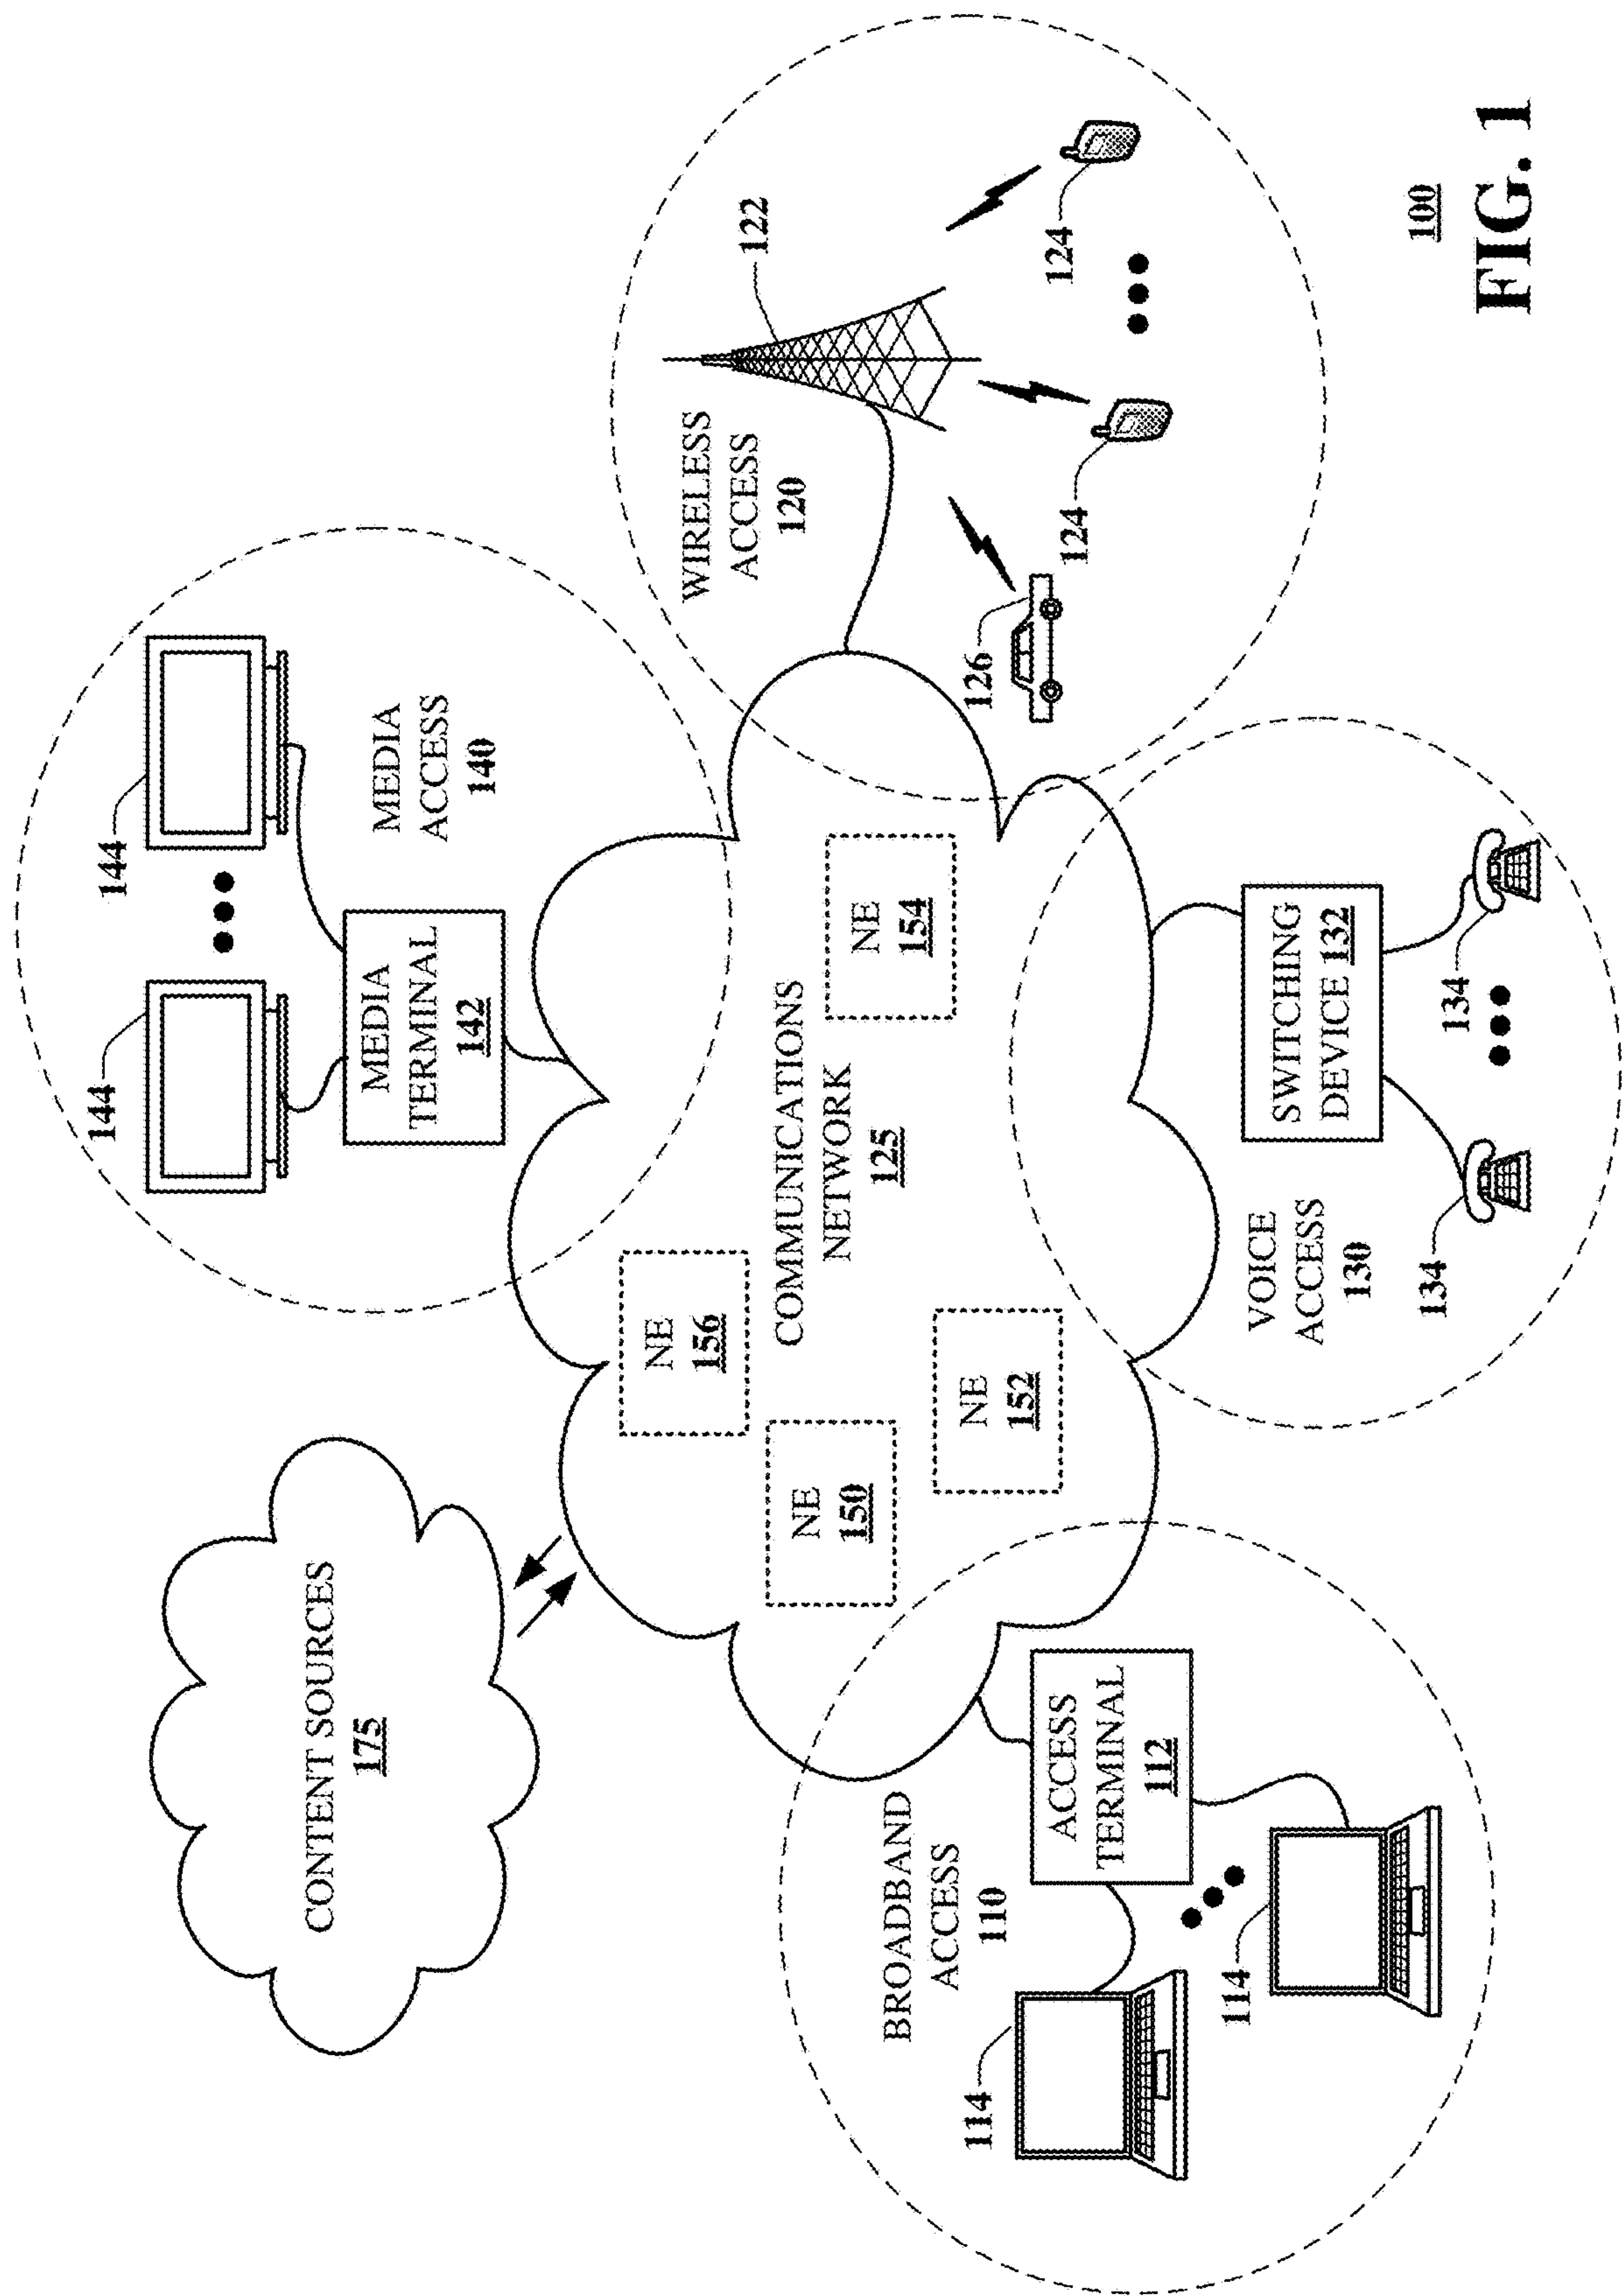 CONTENT SOURCES
175
144
144
MEDIA
TERMINAL
142
MEDIA
ACCESS
140
NE
156
NE
150
NE
152
COMMUNICATIONS
NETWORK
125
NE
154
WIRELESS
ACCESS
120
122
124
124
126
BROADBAND
ACCESS
110
ACCESS
TERMINAL
112
114
114
VOICE
ACCESS
130
SWITCHING
DEVICE 132
134
134
100
FIG. 1